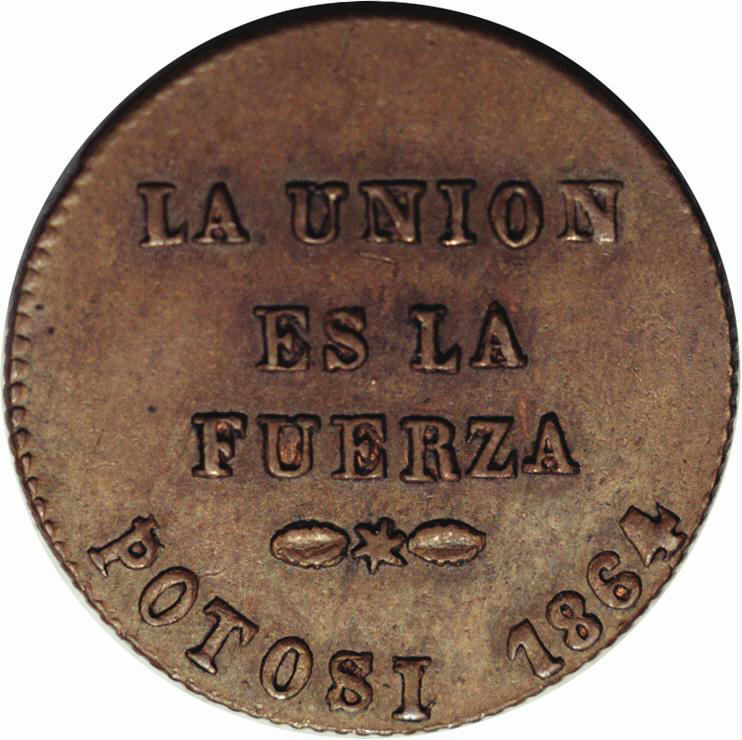 LA UNION
ES LA
FUERZA
POTOSI 1864